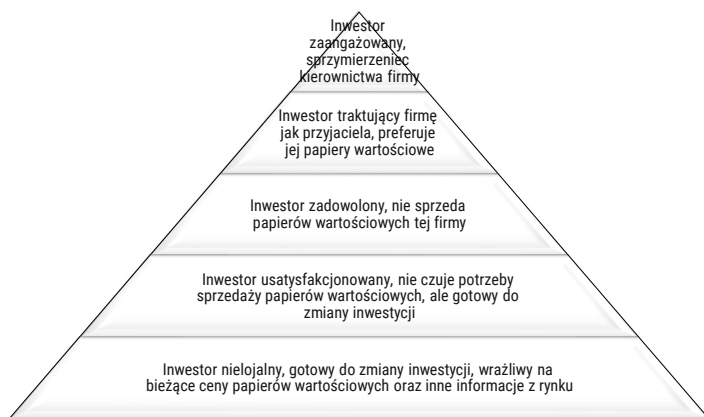 Inwestor
zaangażowany,
sprzymierzeniec
kierownictwa firmy
Inwestor traktujący firmę
jak przyjaciela, preferuje
jej papiery wartościowe
Inwestor zadowolony, nie sprzeda
papierów wartościowych tej firmy
Inwestor usatysfakcjonowany, nie czuje potrzeby
sprzedaży papierów wartościowych, ale gotowy do
zmiany inwestycji
Inwestor nielojalny, gotowy do zmiany inwestycji, wrażliwy na
bieżące ceny papierów wartościowych oraz inne informacje z rynku